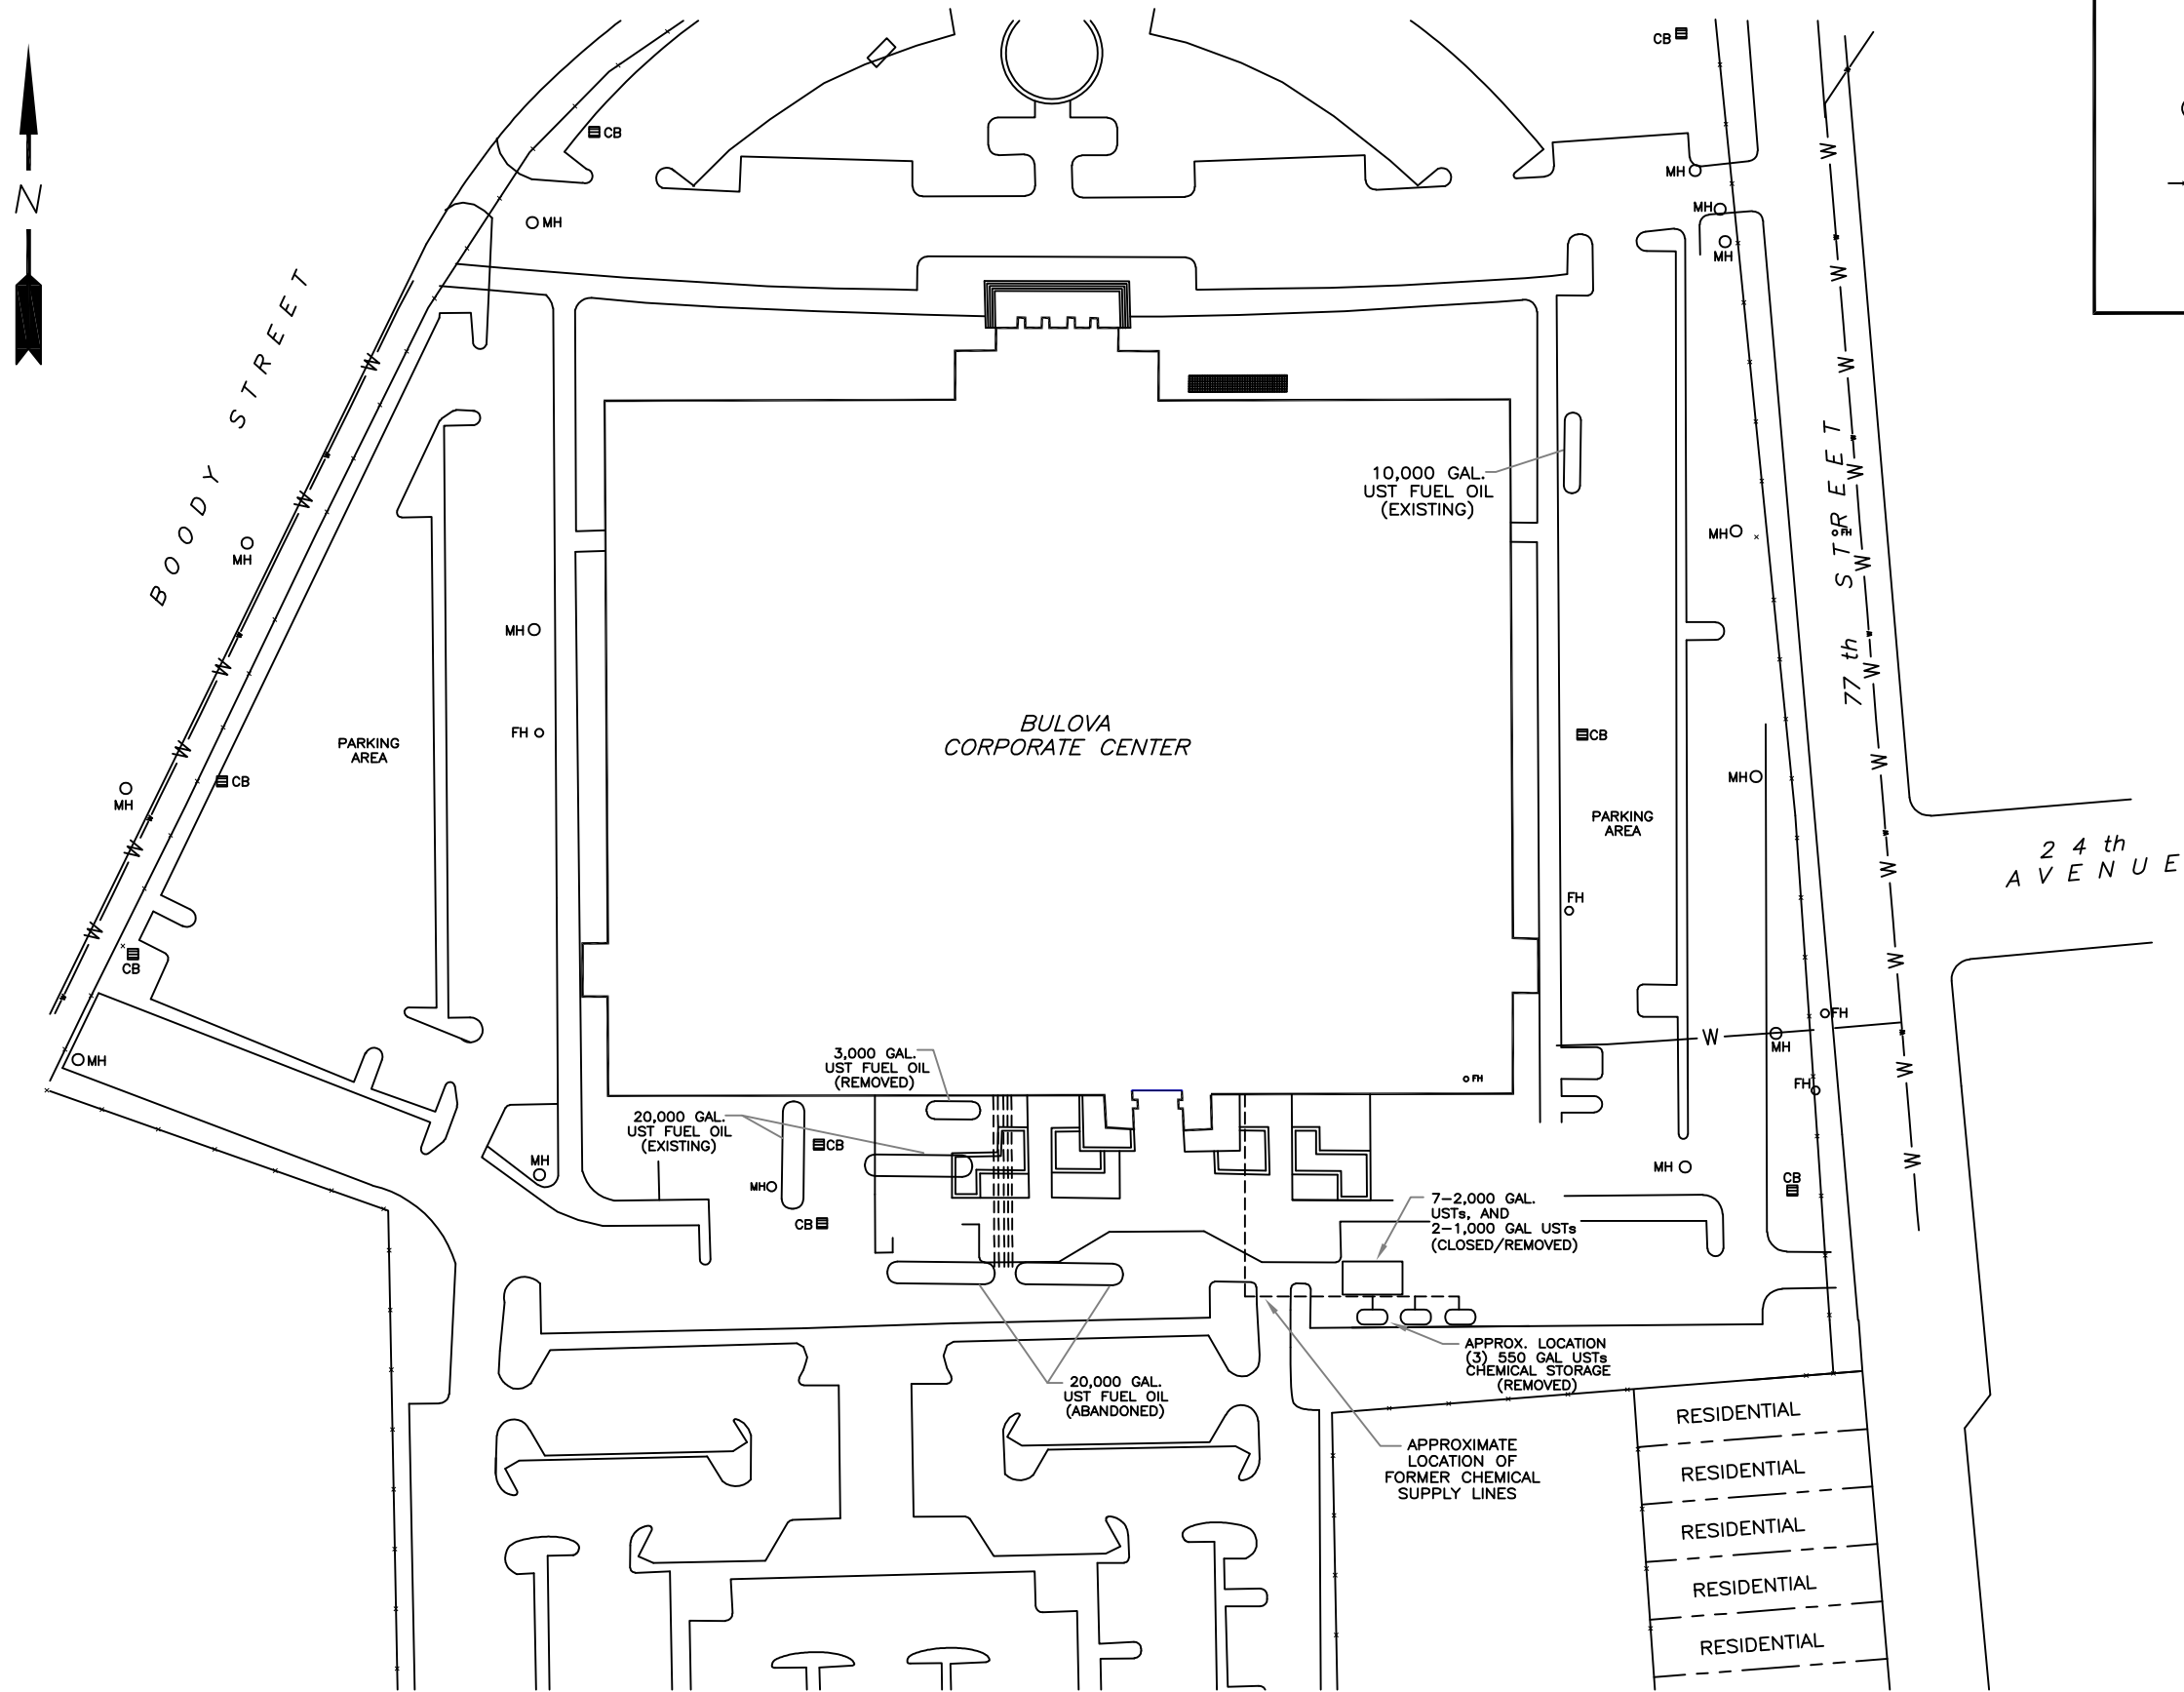 CB
CB
N
MH
MH
MH
MH
BOODY STREET
W
W
10,000 GAL.
UST FUEL OIL
(EXISTING)
W
W
W
W
77 th STREET
W
W
MH
FH
MH
W
MH
W
FH
BULOVA
CORPORATE CENTER
PARKING
AREA
W
CB
W
W
CB
MH
MH
PARKING
AREA
W
24 th
AVENUE
W
W
FH
W
CB
W
FH
W
MH
MH
3,000 GAL.
UST FUEL OIL
(REMOVED)
FH
FH
W
20,000 GAL.
UST FUEL OIL
(EXISTING)
CB
MH
MH
MH
CB
W
CB
7-2,000 GAL.
USTs, AND
2-1,000 GAL USTs
(CLOSED/REMOVED)
APPROX. LOCATION
(3) 550 GAL USTs
CHEMICAL STORAGE
(REMOVED)
20,000 GAL.
UST FUEL OIL
(ABANDONED)
APPROXIMATE
LOCATION OF
FORMER CHEMICAL
SUPPLY LINES
RESIDENTIAL
RESIDENTIAL
RESIDENTIAL
RESIDENTIAL
RESIDENTIAL